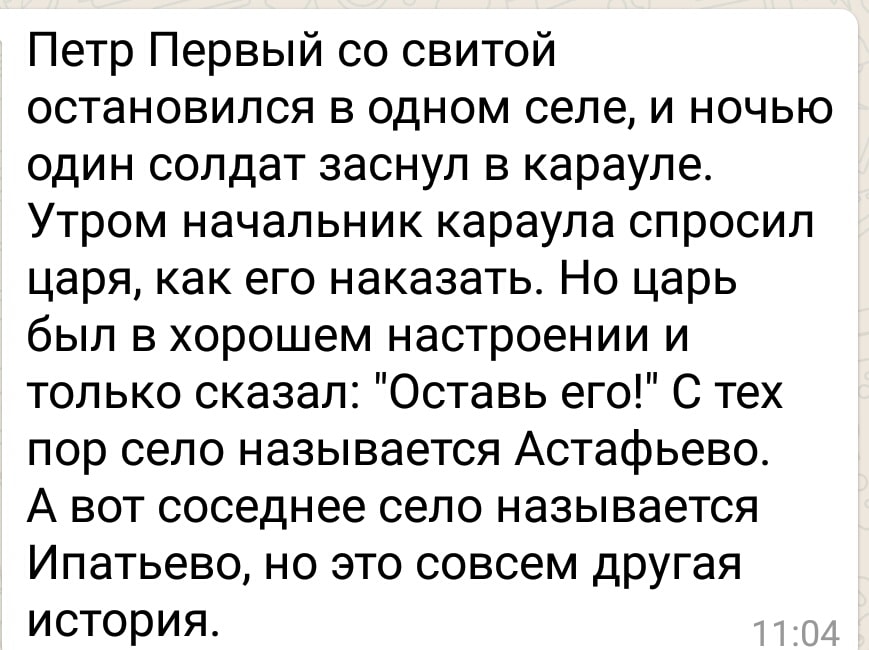 Петр Первый со свитой
остановился в одном селе, и ночью
один солдат заснул в карауле.
Утром начальник караула спросил
царя, как его наказать. Но царь
был в хорошем настроении и
только сказал: "Оставь его!" С тех
пор село называется Астафьево.
А вот соседнее село называется
Ипатьево, но это совсем другая
история.
11:04